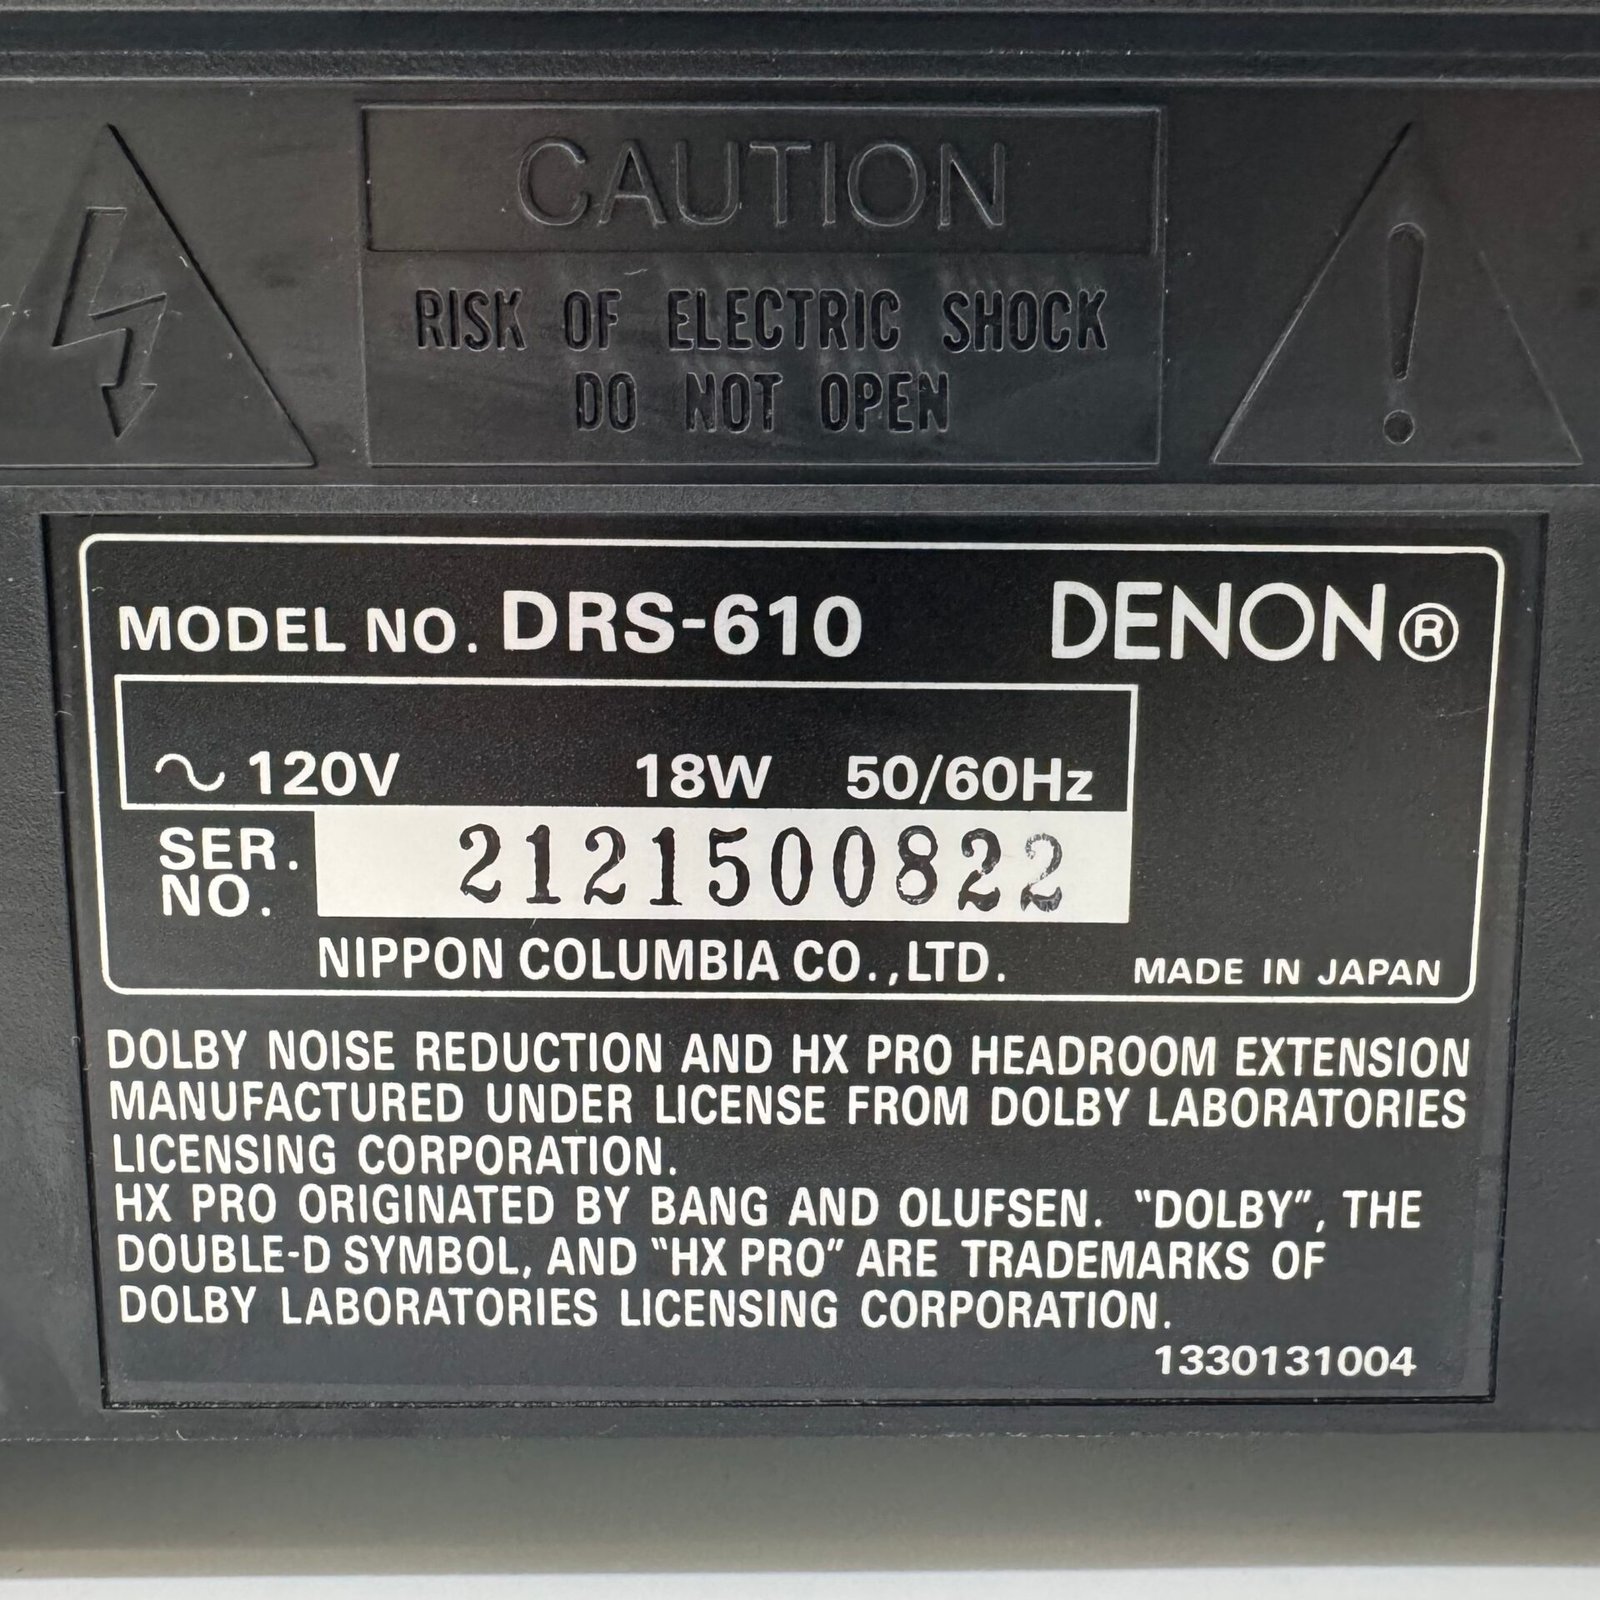 CAUTION
RISK OF ELECTRIC SHOCK
DO NOT OPEN
MODEL NO. DRS-610 DENON®
~ 120V 18W 50/60Hz
SER. NO. 2121500822
NIPPON COLUMBIA CO.,LTD. MADE IN JAPAN
DOLBY NOISE REDUCTION AND HX PRO HEADROOM EXTENSION
MANUFACTURED UNDER LICENSE FROM DOLBY LABORATORIES
LICENSING CORPORATION.
HX PRO ORIGINATED BY BANG AND OLUFSEN. "DOLBY", THE
DOUBLE-D SYMBOL, AND "HX PRO" ARE TRADEMARKS OF
DOLBY LABORATORIES LICENSING CORPORATION.
1330131004